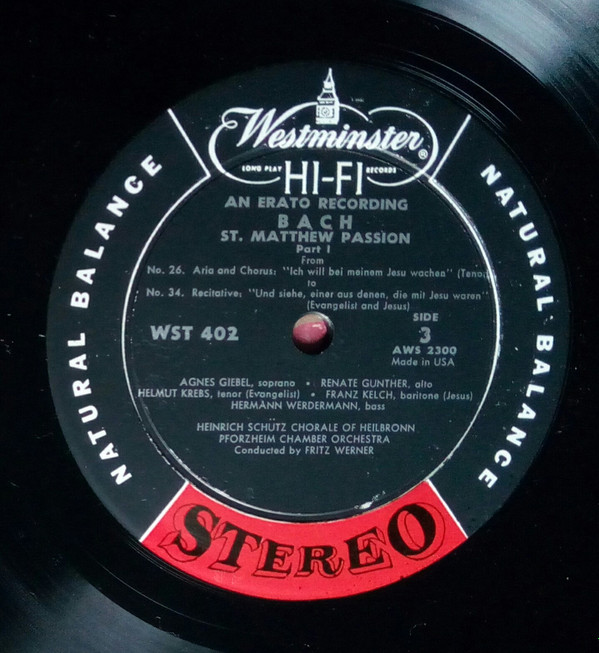 Westminster®
LONG PLAY RECORDS
HI-FI
AN ERATO RECORDING
BACH
ST. MATTHEW PASSION
Part I
From
No. 26. Aria and Chorus: "Ich will bei meinem Jesu wachen" (Tenor)
to
No. 34. Recitative: "Und siehe, einer aus denen, die mit Jesu waren"
(Evangelist and Jesus)
WST 402
SIDE
3
AWS 2300
Made in USA
AGNES GIEBEL, soprano • RENATE GUNTHER, alto
HELMUT KREBS, tenor (Evangelist) • FRANZ KELCH, baritone (Jesus)
HERMANN WERDERMANN, bass
HEINRICH SCHUTZ CHORALE OF HEILBRONN
PFORZHEIM CHAMBER ORCHESTRA
Conducted by FRITZ WERNER
NATURAL BALANCE
NATURAL BALANCE
STEREO